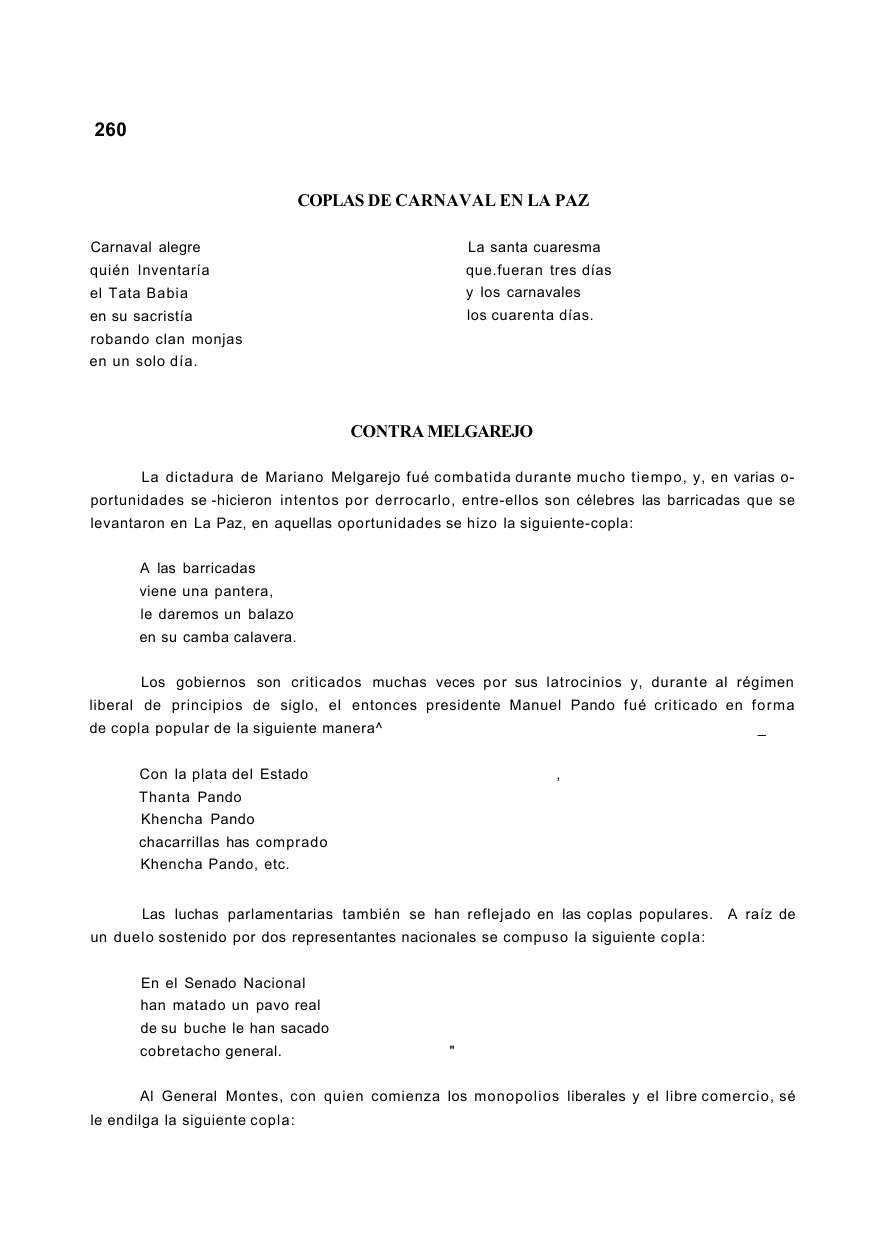 260
COPLAS DE CARNAVAL EN LA PAZ
Carnaval alegre
quién Inventaría
el Tata Babia
en su sacristía
robando clan monjas
en un solo día.
La santa cuaresma
que.fueran tres días
y los carnavales
los cuarenta días.
CONTRA MELGAREJO
La dictadura de Mariano Melgarejo fué combatida durante mucho tiempo, y, en varias o-
portunidades se -hicieron intentos por derrocarlo, entre-ellos son célebres las barricadas que se
levantaron en La Paz, en aquellas oportunidades se hizo la siguiente-copla:
A las barricadas
viene una pantera,
le daremos un balazo
en su camba calavera.
Los gobiernos son criticados muchas veces por sus latrocinios y, durante al régimen
liberal de principios de siglo, el entonces presidente Manuel Pando fué criticado en forma
de copla popular de la siguiente manera^ _
Con la plata del Estado ,
Thanta Pando
Khencha Pando
chacarrillas has comprado
Khencha Pando, etc.
Las luchas parlamentarias también se han reflejado en las coplas populares. A raíz de
un duelo sostenido por dos representantes nacionales se compuso la siguiente copla:
En el Senado Nacional
han matado un pavo real
de su buche le han sacado
cobretacho general. "
Al General Montes, con quien comienza los monopolios liberales y el libre comercio, sé
le endilga la siguiente copla: